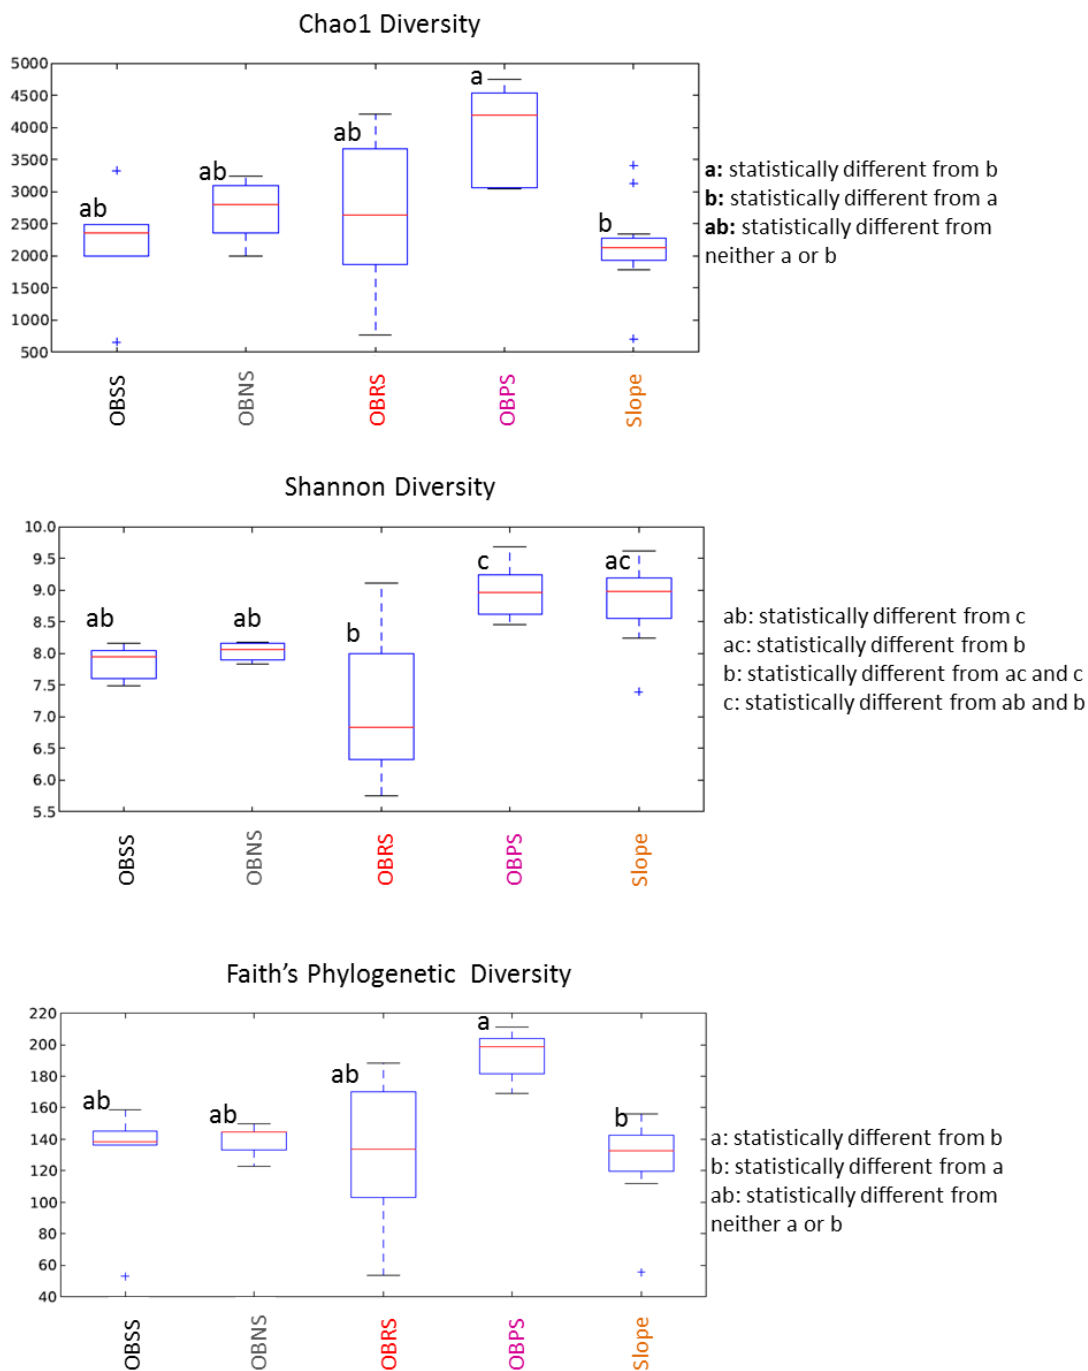 Chao1 Diversity
5000
4500
4000
3500
3000
2500
2000
1500
1000
500
ab
ab
ab
a
b
OBSS
OBNS
OBRS
OBPS
Slope
a: statistically different from b
b: statistically different from a
ab: statistically different from
neither a or b
Shannon Diversity
10.0
9.5
9.0
8.5
8.0
7.5
7.0
6.5
6.0
5.5
ab
ab
b
c
ac
OBSS
OBNS
OBRS
OBPS
Slope
ab: statistically different from c
ac: statistically different from b
b: statistically different from ac and c
c: statistically different from ab and b
Faith's Phylogenetic Diversity
220
200
180
160
140
120
100
80
60
40
ab
ab
ab
a
b
OBSS
OBNS
OBRS
OBPS
Slope
a: statistically different from b
b: statistically different from a
ab: statistically different from
neither a or b